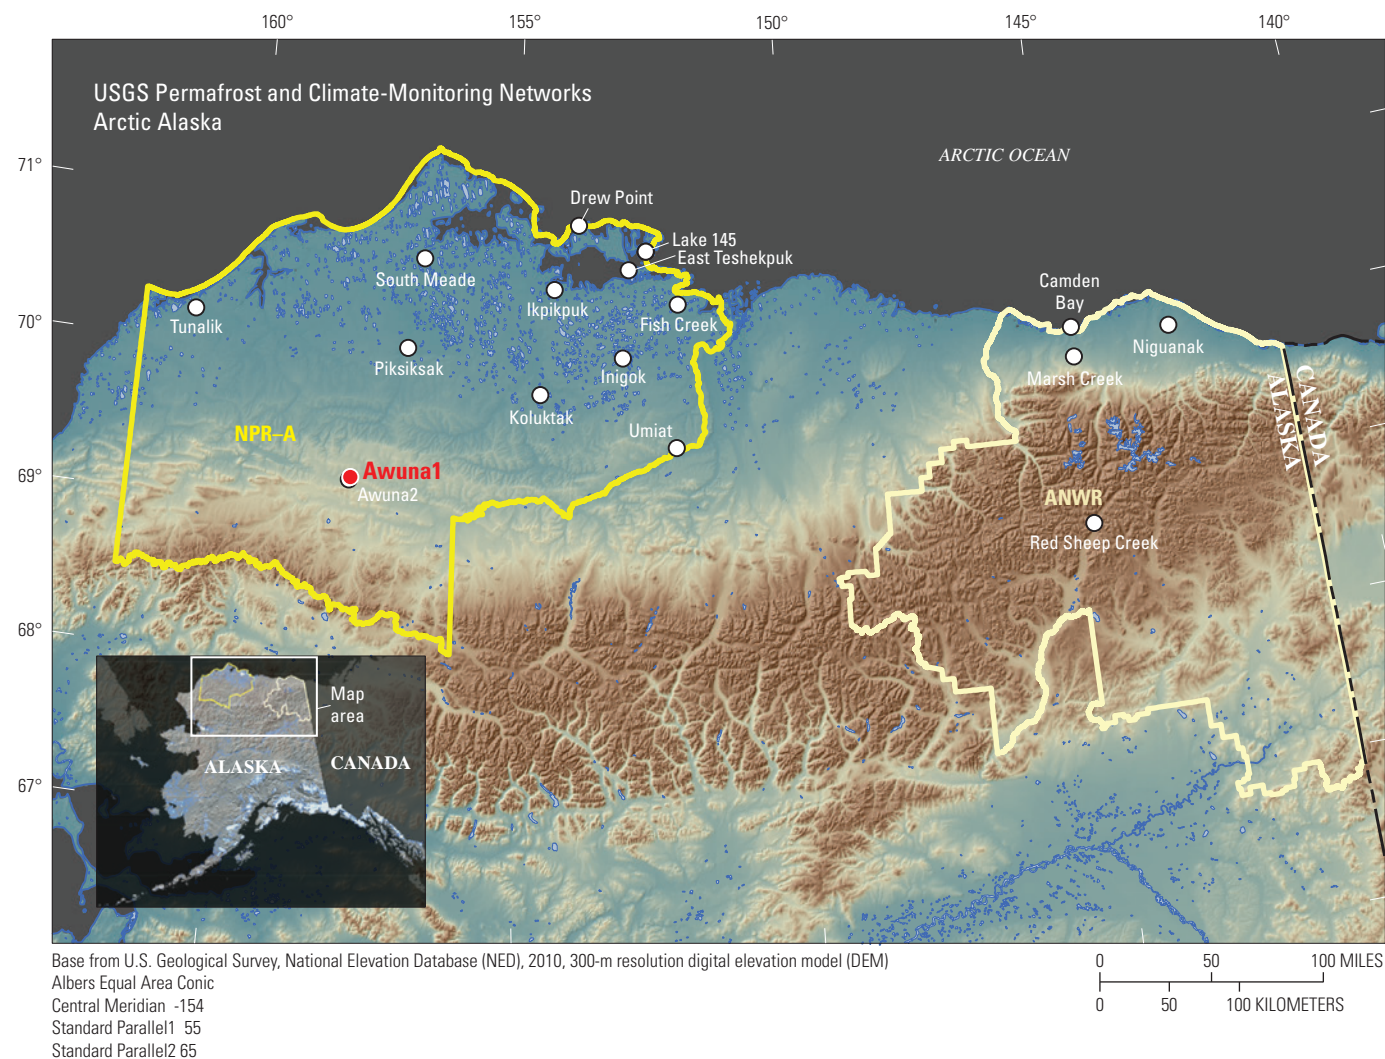 160°
155°
150°
145°
140°
USGS Permafrost and Climate-Monitoring Networks
Arctic Alaska
ARCTIC OCEAN
71°
70°
69°
68°
67°
Drew Point
Lake 145
East Teshekpuk
South Meade
Ikpikpuk
Fish Creek
Tunalik
Piksiksak
Inigok
Koluktak
Umiat
NPR–A
Awuna1
Awuna2
Camden
Bay
Niguanak
Marsh Creek
CANADA
ALASKA
ANWR
Red Sheep Creek
Map
area
ALASKA
CANADA
Base from U.S. Geological Survey, National Elevation Database (NED), 2010, 300-m resolution digital elevation model (DEM)
Albers Equal Area Conic
Central Meridian -154
Standard Parallel1 55
Standard Parallel2 65
0 50 100 MILES
0 50 100 KILOMETERS